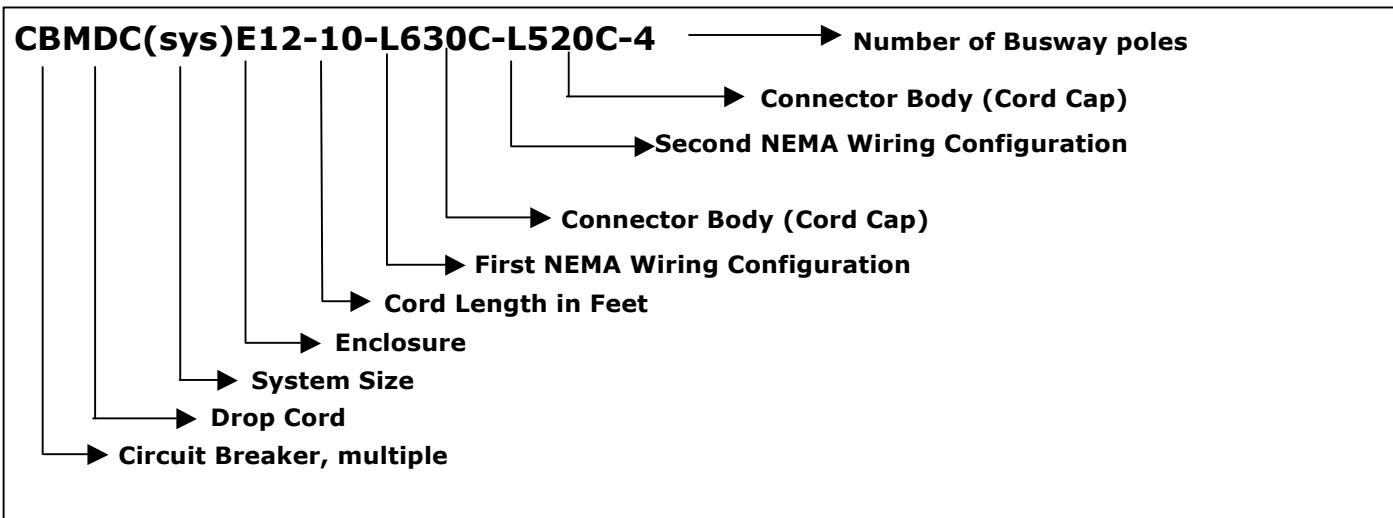 CBMDC(sys)E12-10-L630C-L520C-4
Number of Busway poles
Connector Body (Cord Cap)
Second NEMA Wiring Configuration
Connector Body (Cord Cap)
First NEMA Wiring Configuration
Cord Length in Feet
Enclosure
System Size
Drop Cord
Circuit Breaker, multiple